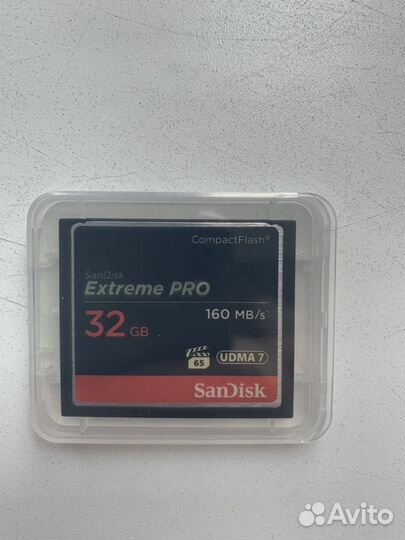 CompactFlash®
SanDisk
Extreme PRO
32 GB 160 MB/s*
65 UDMA 7
SanDisk
Avito